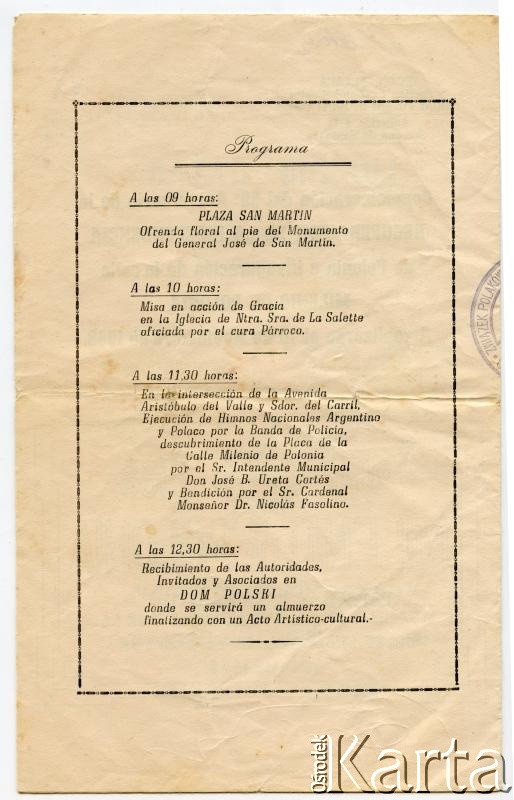 Programa
A las 09 horas:
PLAZA SAN MARTIN
Ofrenda floral al pie del Monumento
del General José de San Martín.
A las 10 horas:
Misa en acción de Gracia
en la Iglecia de Ntra. Sra. de La Salette
oficiada por el cura Párroco.
A las 11,30 horas:
En la intersección de la Avenida
Aristóbulo del Valle y Sdor. del Carril,
Ejecución de Himnos Nacionales Argentino
y Polaco por la Banda de Policia,
descubrimiento de la Placa de la
Calle Milenio de Polonia
por el Sr. Intendente Municipal
Don José B. Ureta Cortés
y Bendición por el Sr. Cardenal
Monseñor Dr. Nicolás Fasolino.
A las 12,30 horas:
Recibimiento de las Autoridades,
Invitados y Asociados en
DOM POLSKI
donde se servirá un almuerzo
finalizando con un Acto Artístico-cultural.-
ZWIĄZEK POLAKÓW
Ośrodek
Karta